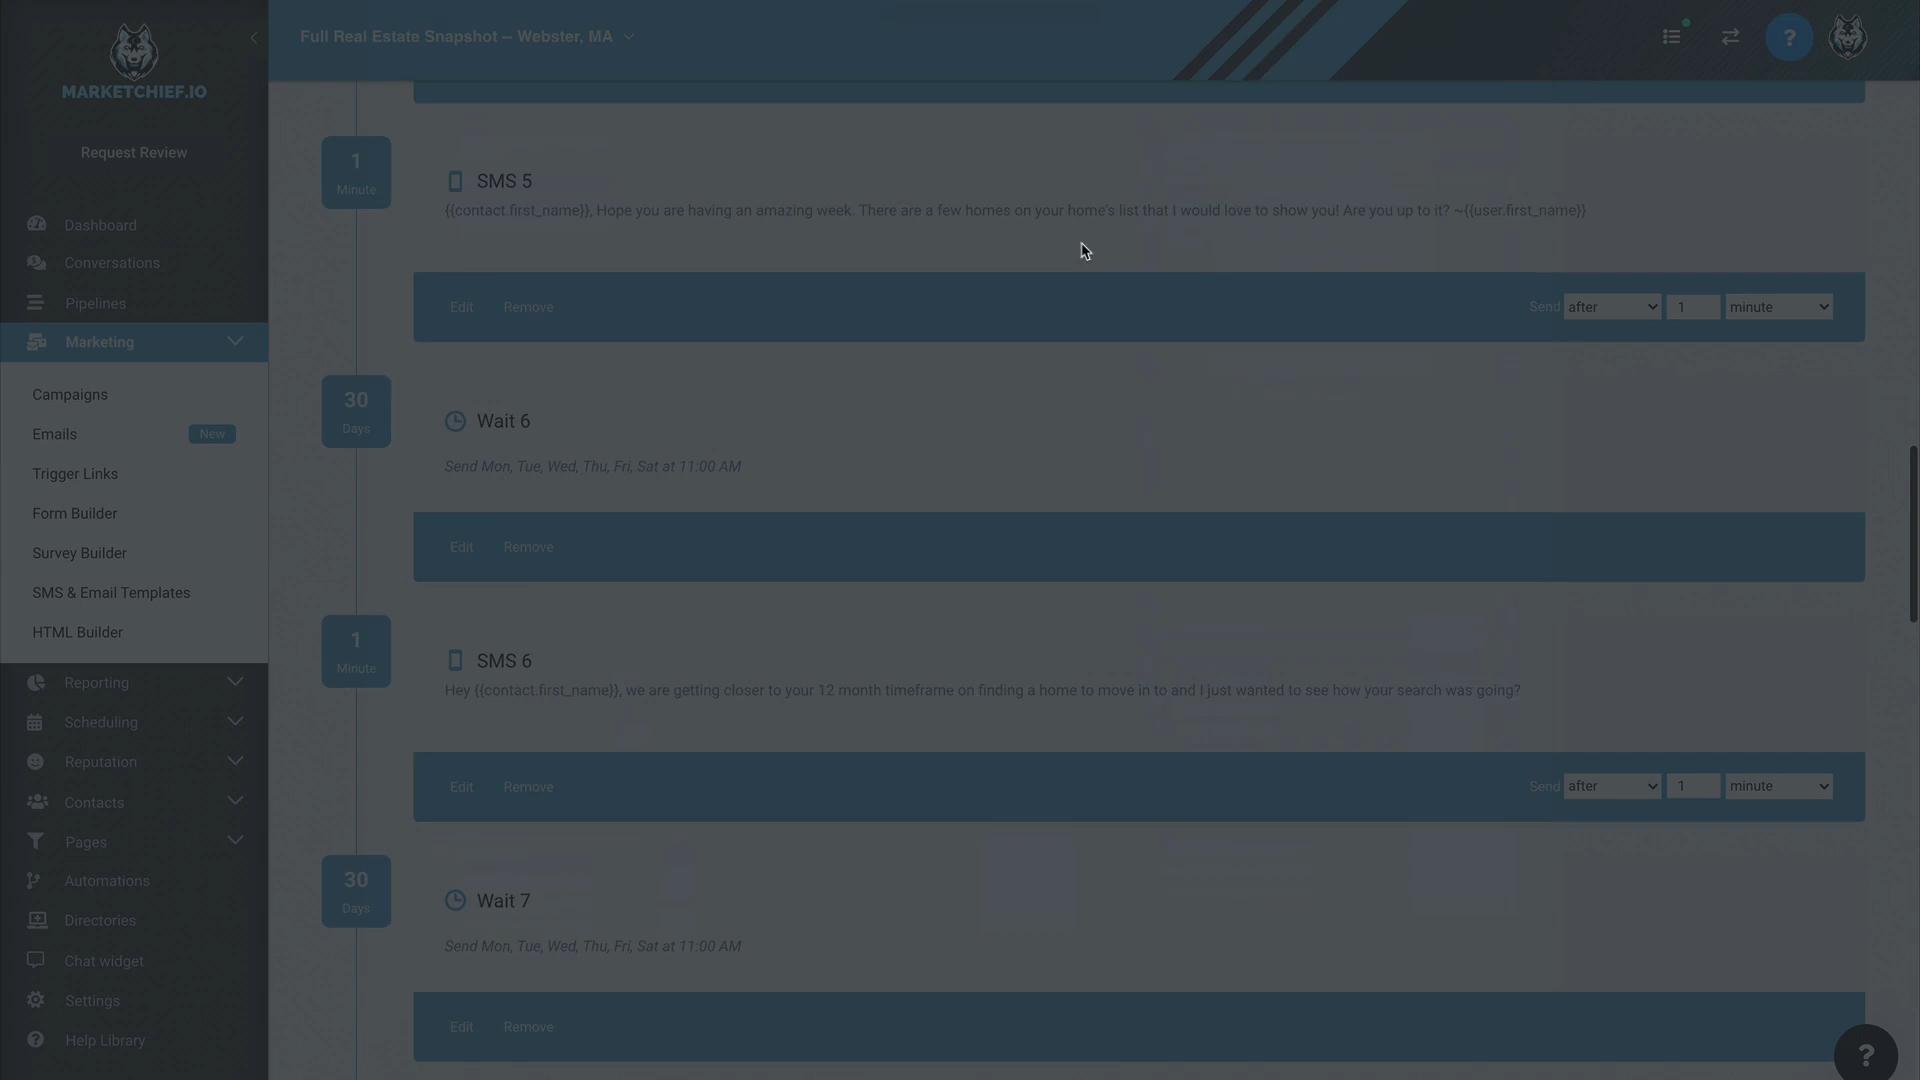 MARKETCHIEF.IO
Request Review
Dashboard
Conversations
Pipelines
Marketing
Campaigns
Emails
New
Trigger Links
Form Builder
Survey Builder
SMS & Email Templates
HTML Builder
Reporting
Scheduling
Reputation
Contacts
Pages
Automations
Directories
Chat widget
Settings
Help Library
Full Real Estate Snapshot – Webster, MA
?
1
Minute
SMS 5
{{contact.first_name}}, Hope you are having an amazing week. There are a few homes on your home's list that I would love to show you! Are you up to it? ~{{user.first_name}}
Edit Remove
Send after 1 minute
30
Days
Wait 6
Send Mon, Tue, Wed, Thu, Fri, Sat at 11:00 AM
Edit Remove
1
Minute
SMS 6
Hey {{contact.first_name}}, we are getting closer to your 12 month timeframe on finding a home to move in to and I just wanted to see how your search was going?
Edit Remove
Send after 1 minute
30
Days
Wait 7
Send Mon, Tue, Wed, Thu, Fri, Sat at 11:00 AM
Edit Remove
?